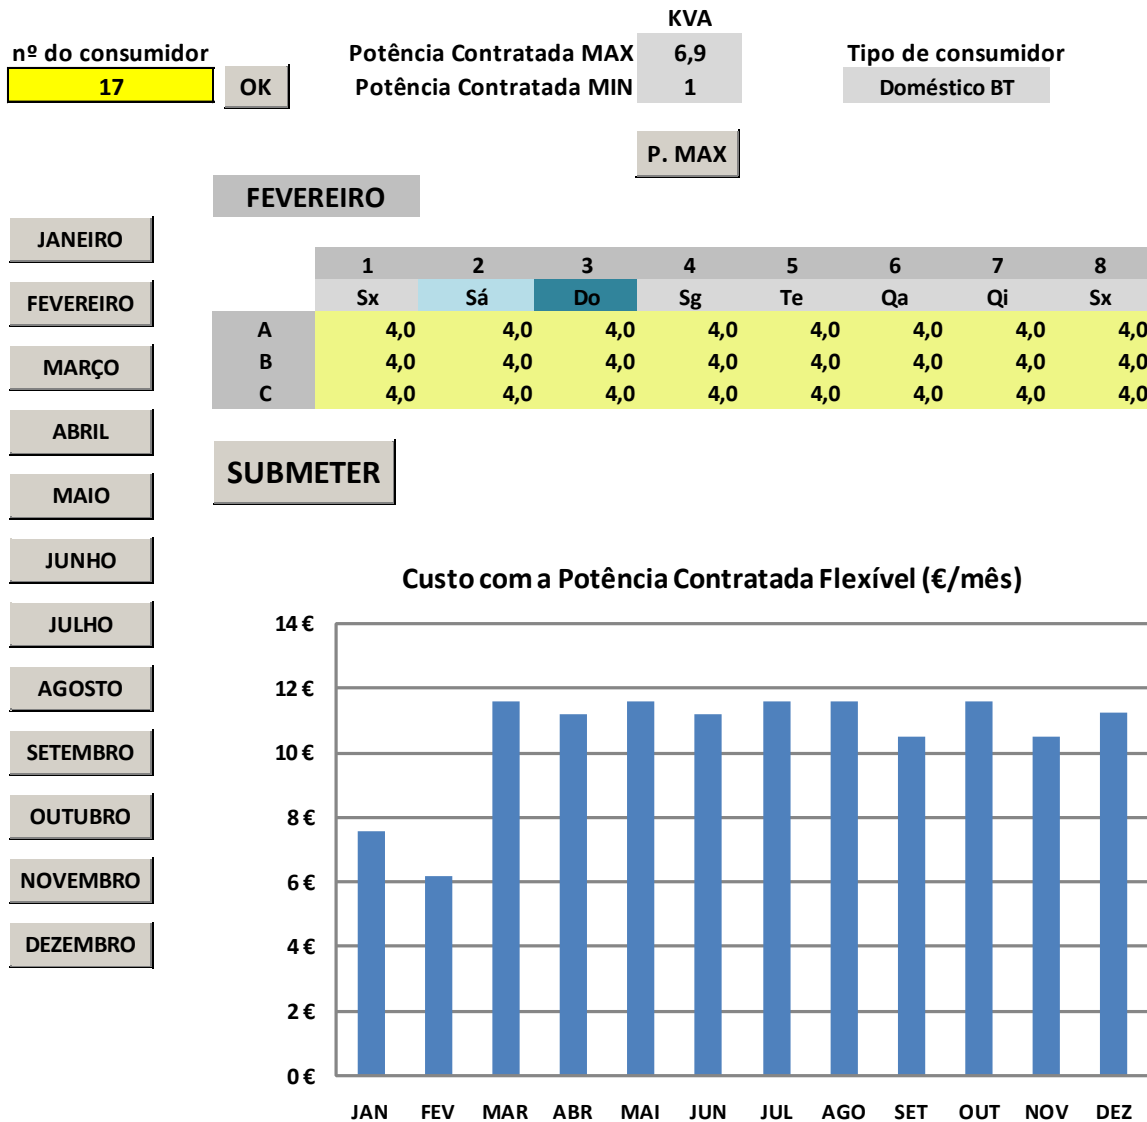 KVA
nº do consumidor Potência Contratada MAX 6,9 Tipo de consumidor
17 OK Potência Contratada MIN 1 Doméstico BT
P. MAX
FEVEREIRO
JANEIRO
1 2 3 4 5 6 7 8
FEVEREIRO Sx Sá Do Sg Te Qa Qi Sx
A 4,0 4,0 4,0 4,0 4,0 4,0 4,0 4,0
MARÇO B 4,0 4,0 4,0 4,0 4,0 4,0 4,0 4,0
C 4,0 4,0 4,0 4,0 4,0 4,0 4,0 4,0
ABRIL
SUBMETER
MAIO
JUNHO
Custo com a Potência Contratada Flexível (€/mês)
JULHO
AGOSTO
SETEMBRO
OUTUBRO
NOVEMBRO
DEZEMBRO
14 €
12 €
10 €
8 €
6 €
4 €
2 €
0 €
JAN FEV MAR ABR MAI JUN JUL AGO SET OUT NOV DEZ